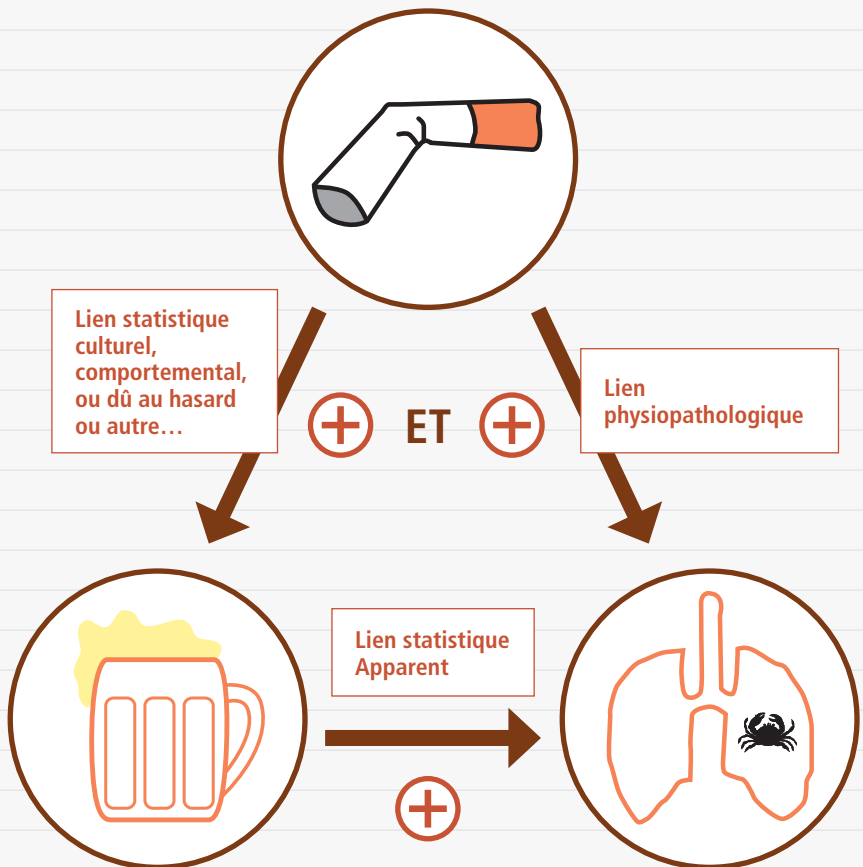 Lien statistique
culturel,
comportemental,
ou dû au hasard
ou autre…
ET
Lien
physiopathologique
Lien statistique
Apparent